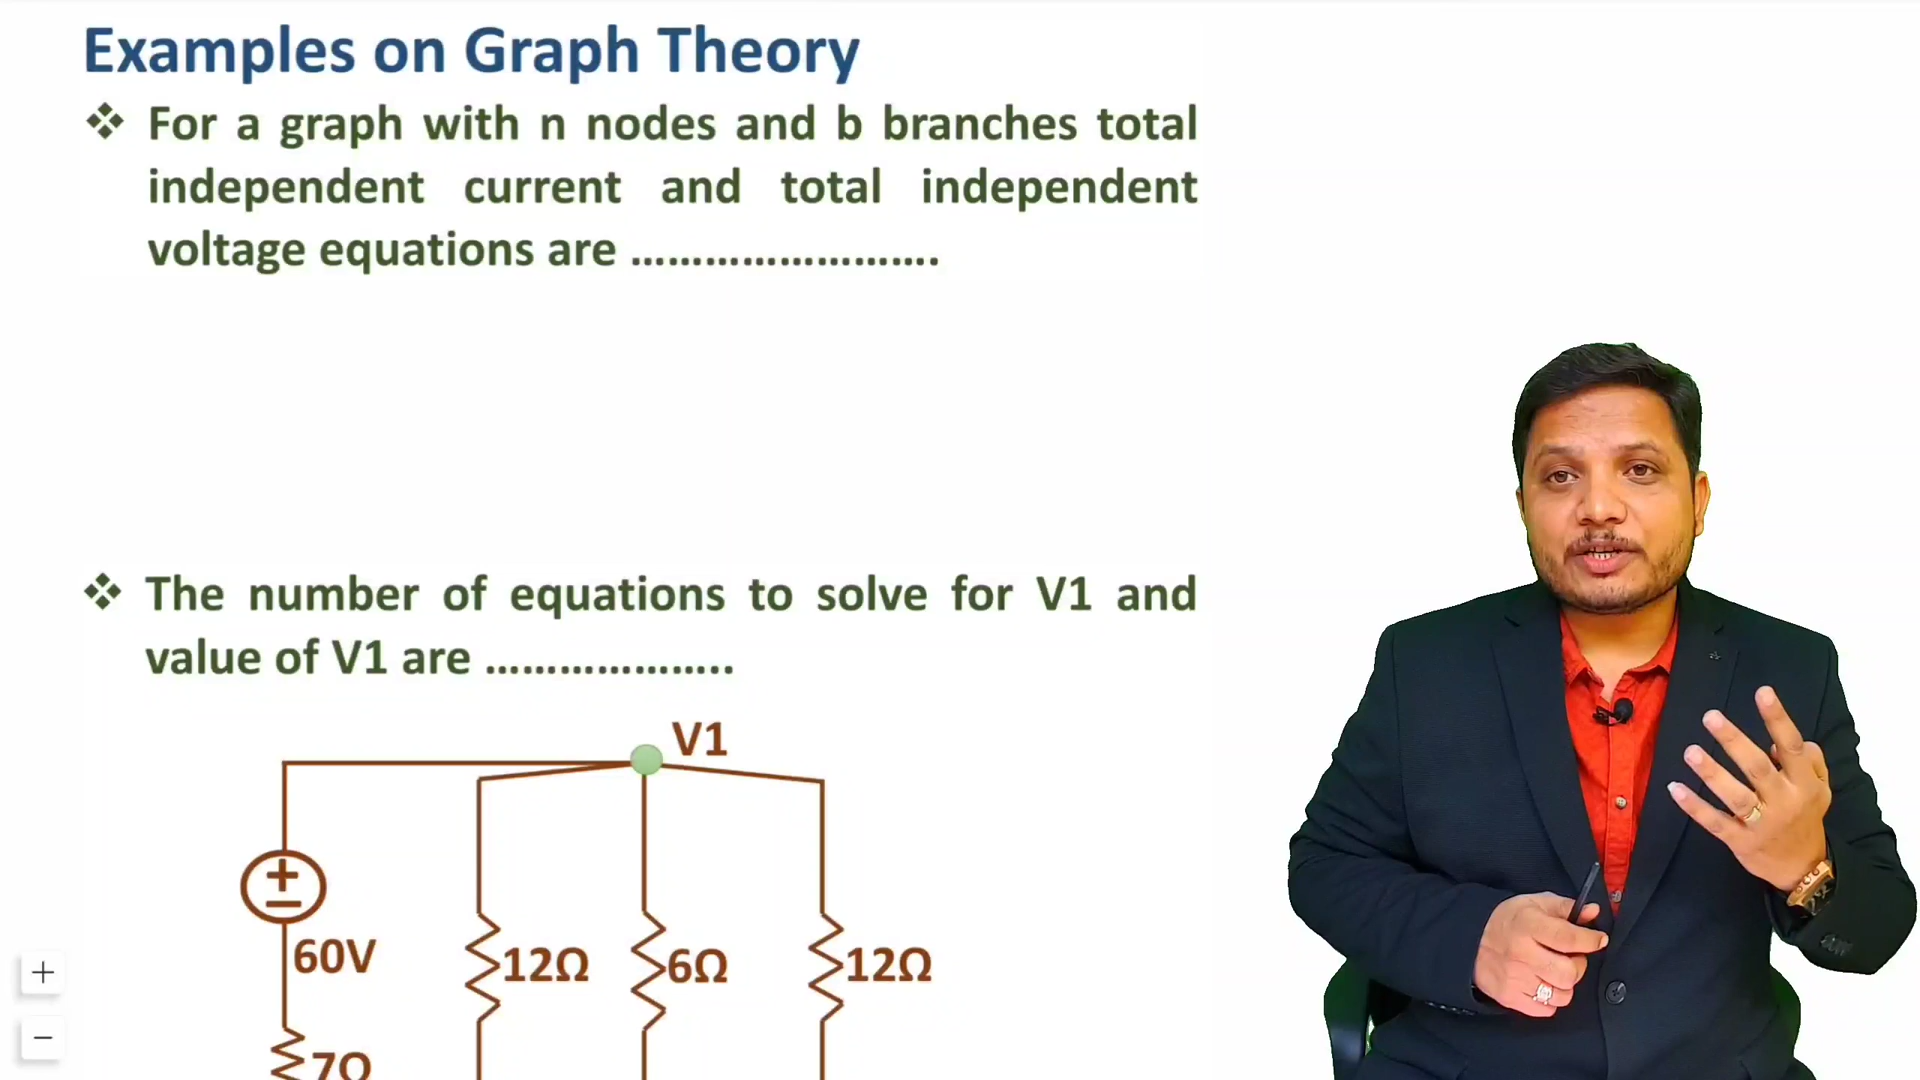 Examples on Graph Theory
❖ For a graph with n nodes and b branches total
independent current and total independent
voltage equations are …………………….
❖ The number of equations to solve for V1 and
value of V1 are ………………..
V1
60V
12Ω
6Ω
12Ω
7Ω